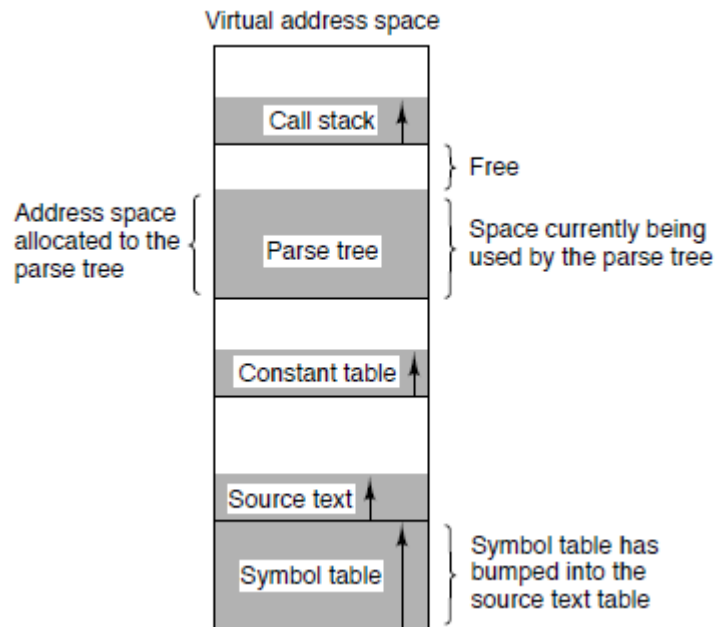 Virtual address space
Call stack
Free
Address space
allocated to the
parse tree
Parse tree
Space currently being
used by the parse tree
Constant table
Source text
Symbol table
Symbol table has
bumped into the
source text table